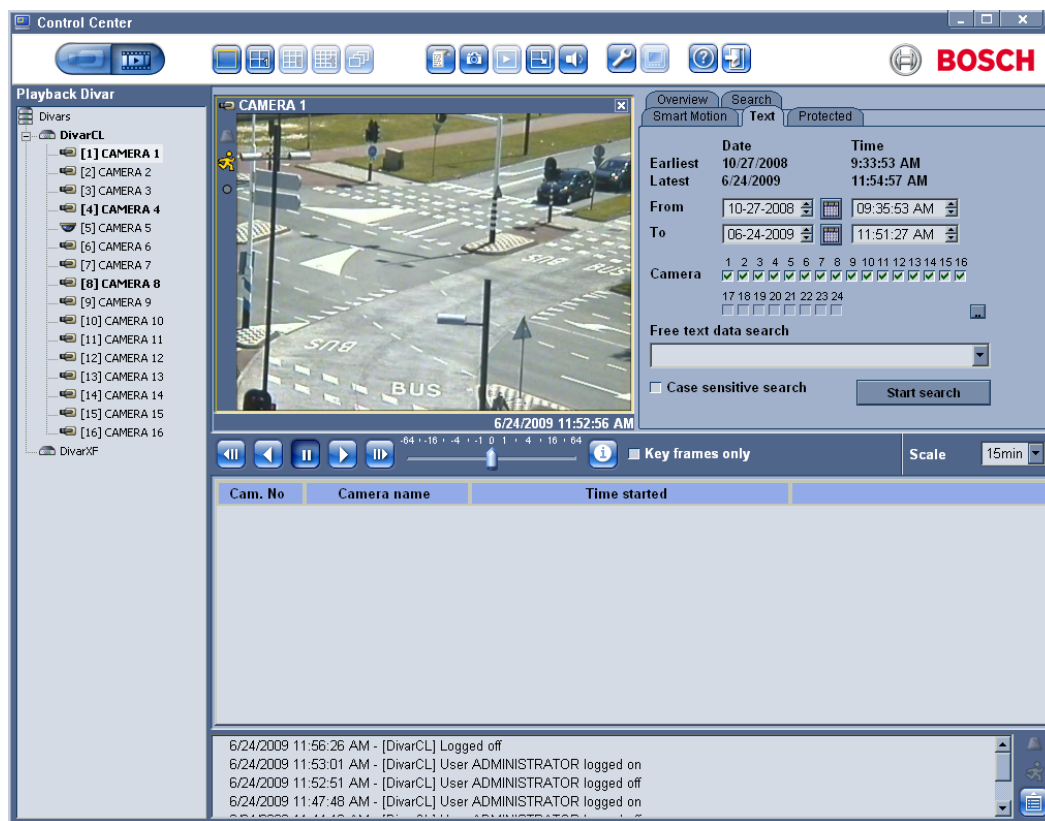 Control Center
BOSCH
Playback Divar
Divars
DivarCL
[1] CAMERA 1
[2] CAMERA 2
[3] CAMERA 3
[4] CAMERA 4
[5] CAMERA 5
[6] CAMERA 6
[7] CAMERA 7
[8] CAMERA 8
[9] CAMERA 9
[10] CAMERA 10
[11] CAMERA 11
[12] CAMERA 12
[13] CAMERA 13
[14] CAMERA 14
[15] CAMERA 15
[16] CAMERA 16
DivarXF
CAMERA 1
BUS
BUS
BUS
BUS
6/24/2009 11:52:56 AM
Overview Search
Smart Motion Text Protected
Date Time
Earliest 10/27/2008 9:33:53 AM
Latest 6/24/2009 11:54:57 AM
From 10-27-2008 09:35:53 AM
To 06-24-2009 11:51:27 AM
1 2 3 4 5 6 7 8 9 10 11 12 13 14 15 16
Camera
17 18 19 20 21 22 23 24
..
Free text data search
Case sensitive search Start search
-64 -16 -4 -1 0 1 4 16 64
Key frames only Scale 15min
Cam. No Camera name Time started
6/24/2009 11:56:26 AM - [DivarCL] Logged off
6/24/2009 11:53:01 AM - [DivarCL] User ADMINISTRATOR logged on
6/24/2009 11:52:51 AM - [DivarCL] User ADMINISTRATOR logged off
6/24/2009 11:47:48 AM - [DivarCL] User ADMINISTRATOR logged on